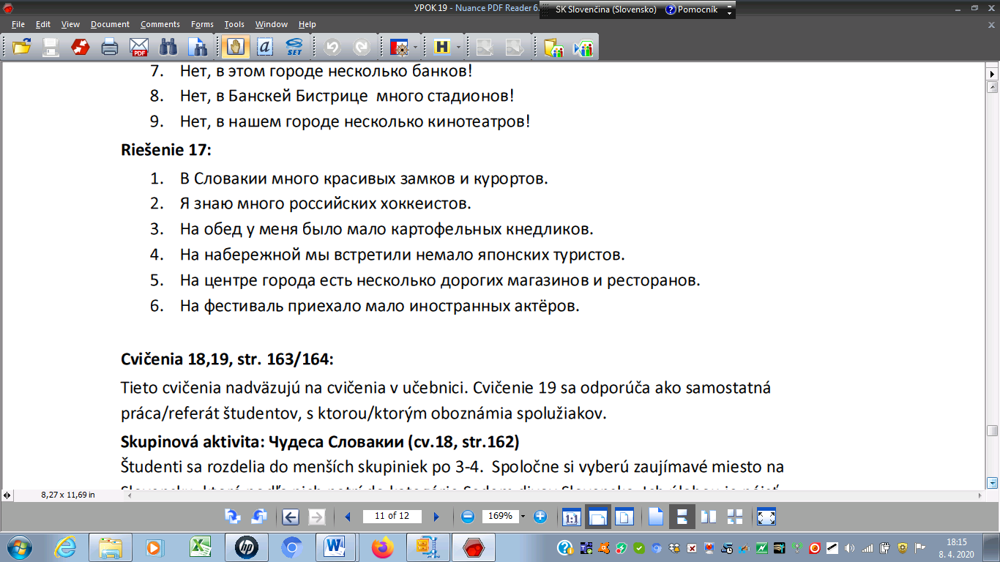 УРОК 19 - Nuance PDF Reader 6.
SK Slovenčina (Slovensko) Pomocník
File Edit View Document Comments Forms Tools Window Help
7. Нет, в этом городе несколько банков!
8. Нет, в Банскей Бистрице много стадионов!
9. Нет, в нашем городе несколько кинотеатров!
Riešenie 17:
1. В Словакии много красивых замков и курортов.
2. Я знаю много российских хоккеистов.
3. На обед у меня было мало картофельных кнедликов.
4. На набережной мы встретили немало японских туристов.
5. На центре города есть несколько дорогих магазинов и ресторанов.
6. На фестиваль приехало мало иностранных актёров.
Cvičenia 18,19, str. 163/164:
Tieto cvičenia nadväzujú na cvičenia v učebnici. Cvičenie 19 sa odporúča ako samostatná
práca/referát študentov, s ktorou/ktorým oboznámia spolužiakov.
Skupinová aktivita: Чудеса Словакии (cv.18, str.162)
Študenti sa rozdelia do menších skupiniek po 3-4. Spoločne si vyberú zaujímavé miesto na
8,27 x 11,69 in
11 of 12 169% 1:1
18:15
8. 4. 2020